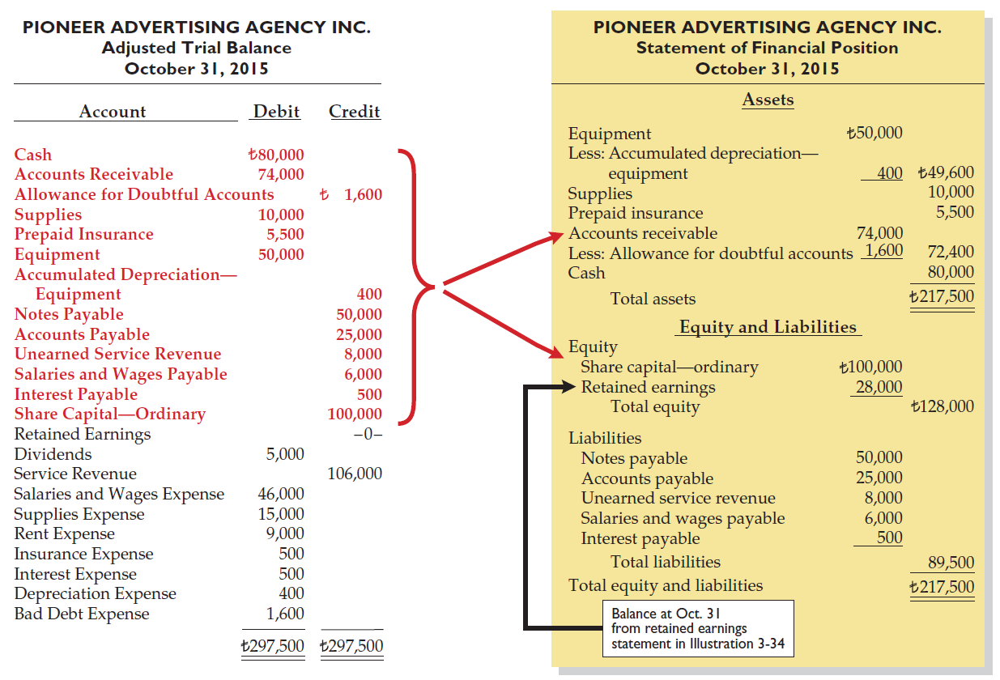 PIONEER ADVERTISING AGENCY INC.
Adjusted Trial Balance
October 31, 2015
Account Debit Credit
Cash ₺80,000
Accounts Receivable 74,000
Allowance for Doubtful Accounts ₺ 1,600
Supplies 10,000
Prepaid Insurance 5,500
Equipment 50,000
Accumulated Depreciation—
Equipment 400
Notes Payable 50,000
Accounts Payable 25,000
Unearned Service Revenue 8,000
Salaries and Wages Payable 6,000
Interest Payable 500
Share Capital—Ordinary 100,000
Retained Earnings –0–
Dividends 5,000
Service Revenue 106,000
Salaries and Wages Expense 46,000
Supplies Expense 15,000
Rent Expense 9,000
Insurance Expense 500
Interest Expense 500
Depreciation Expense 400
Bad Debt Expense 1,600
₺297,500 ₺297,500
PIONEER ADVERTISING AGENCY INC.
Statement of Financial Position
October 31, 2015
Assets
Equipment ₺50,000
Less: Accumulated depreciation—
equipment 400 ₺49,600
Supplies 10,000
Prepaid insurance 5,500
Accounts receivable 74,000
Less: Allowance for doubtful accounts 1,600 72,400
Cash 80,000
Total assets ₺217,500
Equity and Liabilities
Equity
Share capital—ordinary ₺100,000
Retained earnings 28,000
Total equity ₺128,000
Liabilities
Notes payable 50,000
Accounts payable 25,000
Unearned service revenue 8,000
Salaries and wages payable 6,000
Interest payable 500
Total liabilities 89,500
Total equity and liabilities ₺217,500
Balance at Oct. 31
from retained earnings
statement in Illustration 3-34